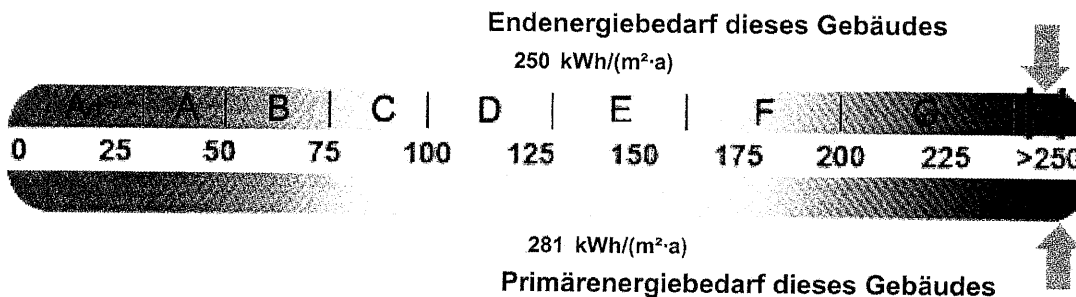 Endenergiebedarf dieses Gebäudes
250 kWh/(m²·a)
A+ A B C D E F G H
0 25 50 75 100 125 150 175 200 225 >250
281 kWh/(m²·a)
Primärenergiebedarf dieses Gebäudes